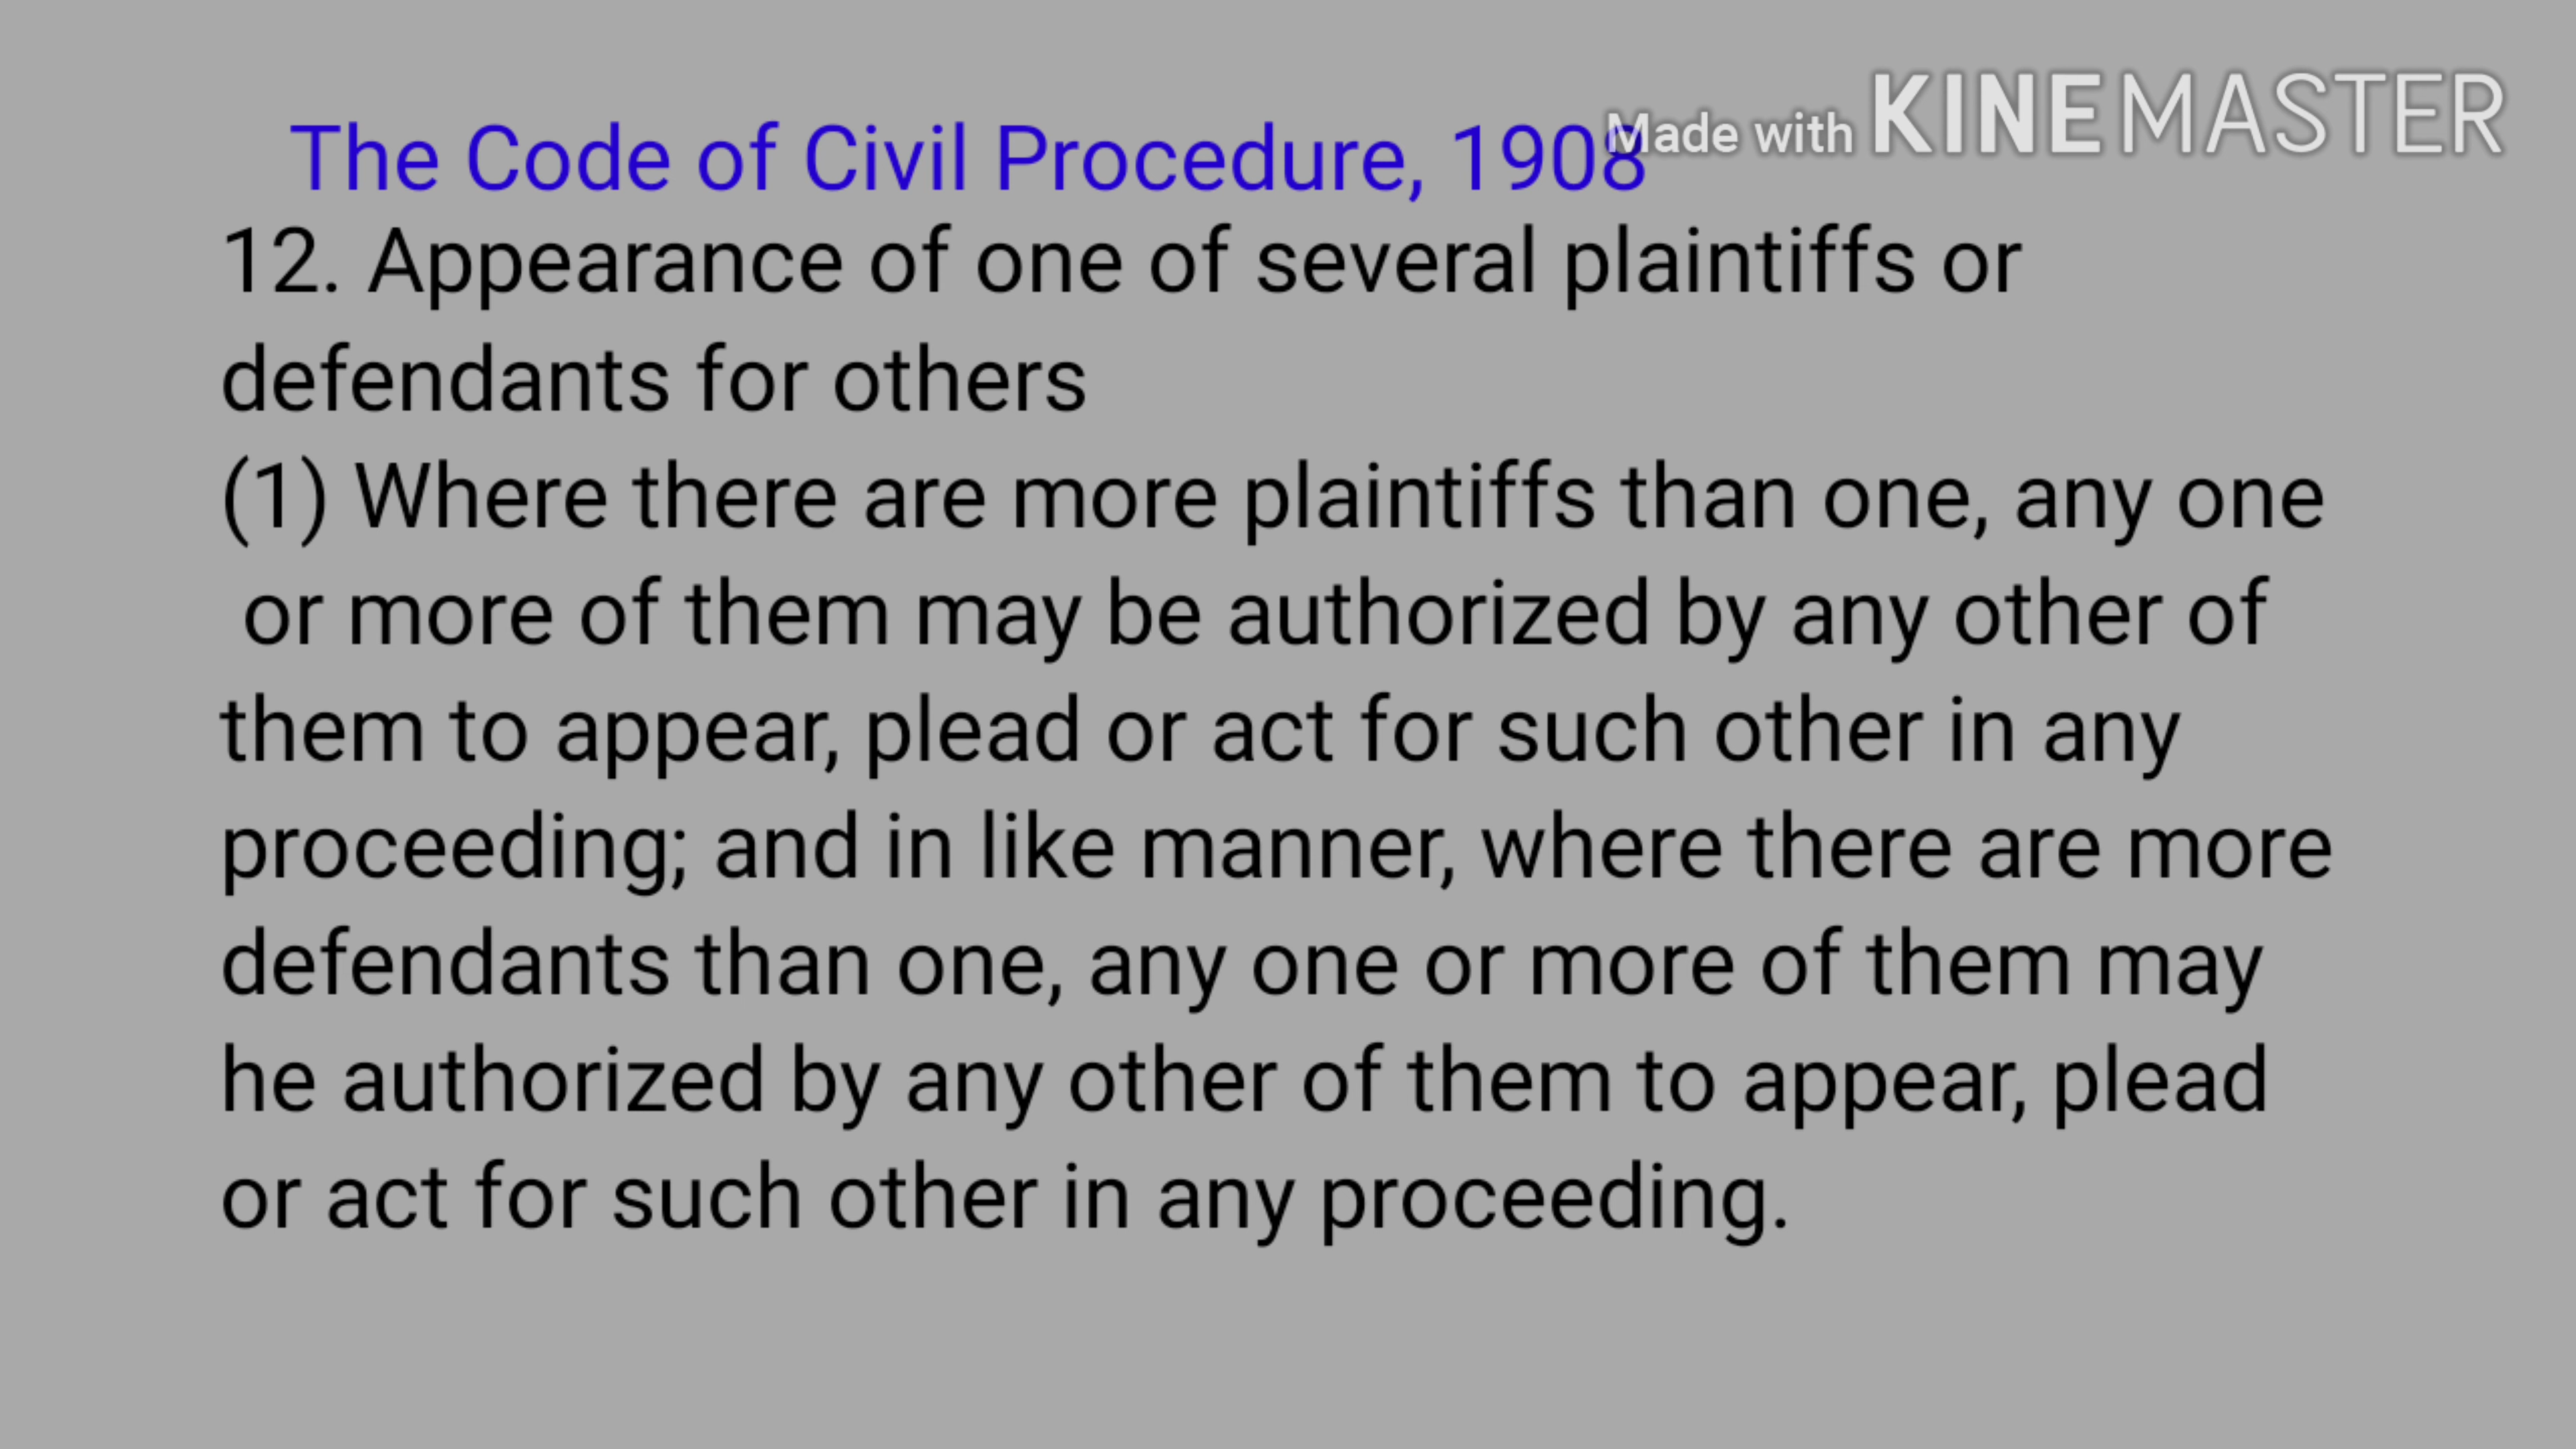 Made with KINEMASTER
The Code of Civil Procedure, 1908
12. Appearance of one of several plaintiffs or
defendants for others
(1) Where there are more plaintiffs than one, any one
or more of them may be authorized by any other of
them to appear, plead or act for such other in any
proceeding; and in like manner, where there are more
defendants than one, any one or more of them may
he authorized by any other of them to appear, plead
or act for such other in any proceeding.